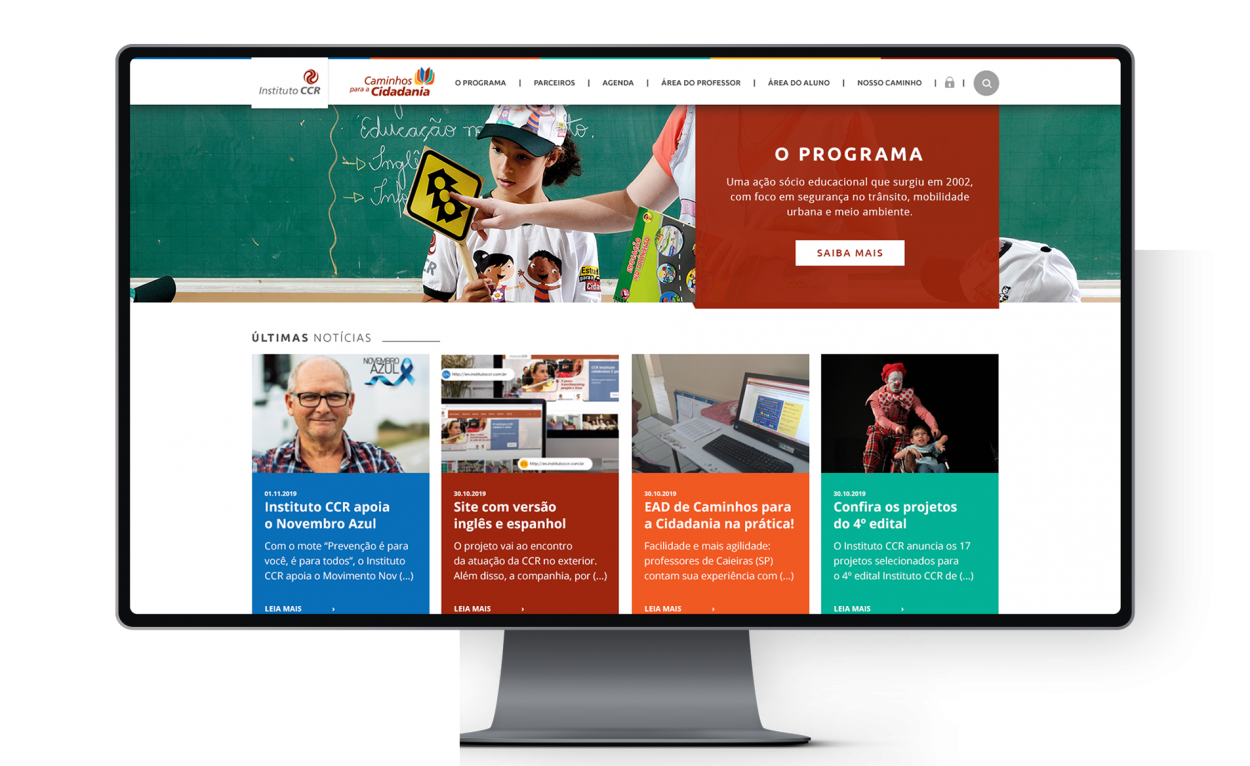 Instituto CCR
Caminhos
para a Cidadania
O PROGRAMA | PARCEIROS | AGENDA | ÁREA DO PROFESSOR | ÁREA DO ALUNO | NOSSO CAMINHO | |
Educação
O PROGRAMA
Uma ação sócio educacional que surgiu em 2002,
com foco em segurança no trânsito, mobilidade
urbana e meio ambiente.
SAIBA MAIS
ÚLTIMAS NOTÍCIAS
NOVEMBRO
AZUL
01.11.2019
Instituto CCR apoia
o Novembro Azul
Com o mote “Prevenção é para
você, é para todos”, o Instituto
CCR apoia o Movimento Nov (...)
LEIA MAIS ›
http://en.institutoccr.com.br
30.10.2019
Site com versão
inglês e espanhol
O projeto vai ao encontro
da atuação da CCR no exterior.
Além disso, a companhia, por (...)
LEIA MAIS ›
30.10.2019
EAD de Caminhos para
a Cidadania na prática!
Facilidade e mais agilidade:
professores de Caieiras (SP)
contam sua experiência com (...)
LEIA MAIS ›
30.10.2019
Confira os projetos
do 4º edital
O Instituto CCR anuncia os 17
projetos selecionados para
o 4º edital Instituto CCR de (...)
LEIA MAIS ›